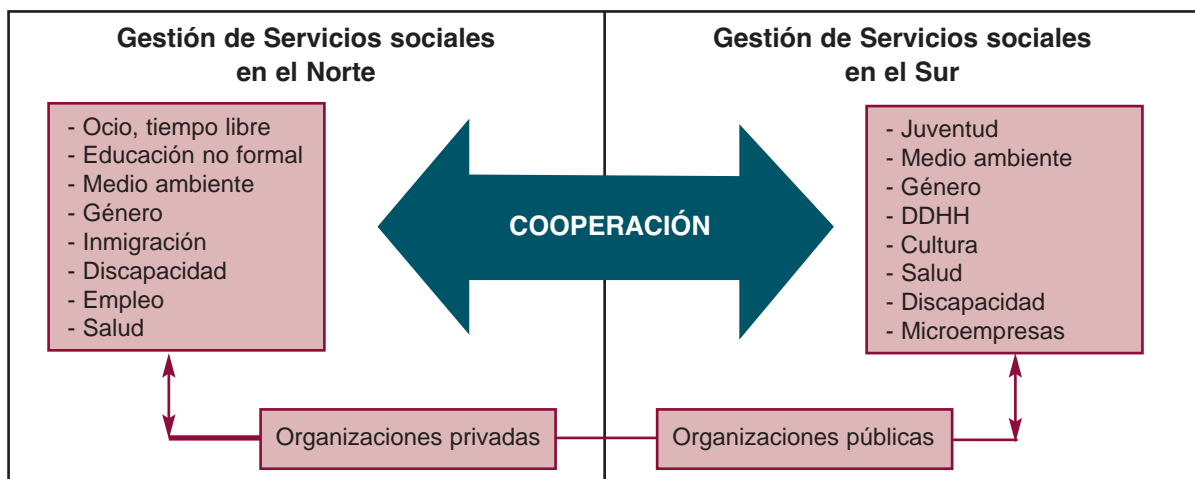 Gestión de Servicios sociales
en el Norte
- Ocio, tiempo libre
- Educación no formal
- Medio ambiente
- Género
- Inmigración
- Discapacidad
- Empleo
- Salud
COOPERACIÓN
Gestión de Servicios sociales
en el Sur
- Juventud
- Medio ambiente
- Género
- DDHH
- Cultura
- Salud
- Discapacidad
- Microempresas
Organizaciones privadas
Organizaciones públicas